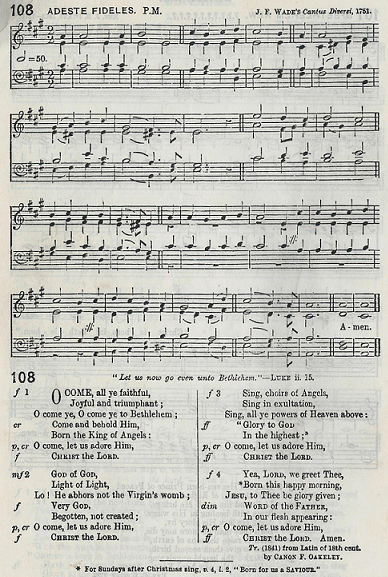 108 ADESTE FIDELES. P.M. J. F. WADE'S Cantus Diversi, 1751.
=50.
A - men.
108 "Let us now go even unto Bethlehem."—LUKE ii. 15.
f 1 O COME, all ye faithful,
Joyful and triumphant;
O come ye, O come ye to Bethlehem;
cr Come and behold Him,
Born the King of Angels:
p, cr O come, let us adore Him,
f CHRIST the LORD.
mf 2 GOD of GOD,
Light of Light,
Lo! He abhors not the Virgin's womb;
f Very GOD,
Begotten, not created;
p, cr O come, let us adore Him,
f CHRIST the LORD.
f 3 Sing, choirs of Angels,
Sing in exultation,
Sing, all ye powers of Heaven above:
ff "Glory to GOD
In the highest;"
p, cr O come, let us adore Him,
ff CHRIST the LORD.
f 4 Yea, LORD, we greet Thee,
*Born this happy morning,
JESU, to Thee be glory given;
dim WORD of the FATHER,
In our flesh appearing:
p, cr O come, let us adore Him,
ff CHRIST the LORD. Amen.
Tr. (1841) from Latin of 18th cent.
by CANON F. OAKELEY.
* For Sundays after Christmas sing, v. 4, l. 2, "BORN for us a SAVIOUR."